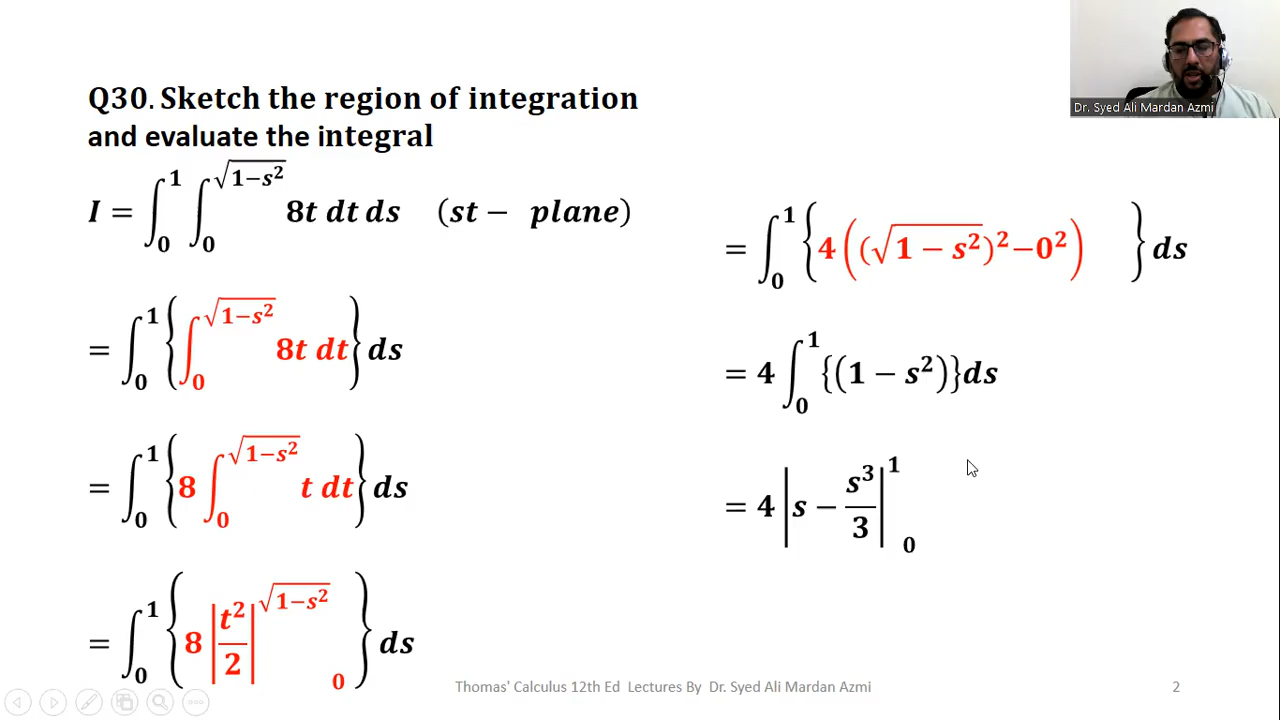 Q30. Sketch the region of integration
and evaluate the integral
I = ∫₀¹ ∫₀^√(1−s²) 8t dt ds (st − plane)
= ∫₀¹ {∫₀^√(1−s²) 8t dt} ds
= ∫₀¹ {8 ∫₀^√(1−s²) t dt} ds
= ∫₀¹ {8 |t²/2|₀^√(1−s²)} ds
= ∫₀¹ {4((√(1 − s²))² − 0²)} ds
= 4 ∫₀¹ {(1 − s²)}ds
= 4 |s − s³/3|₀¹
Dr. Syed Ali Mardan Azmi
Thomas' Calculus 12th Ed Lectures By Dr. Syed Ali Mardan Azmi
2